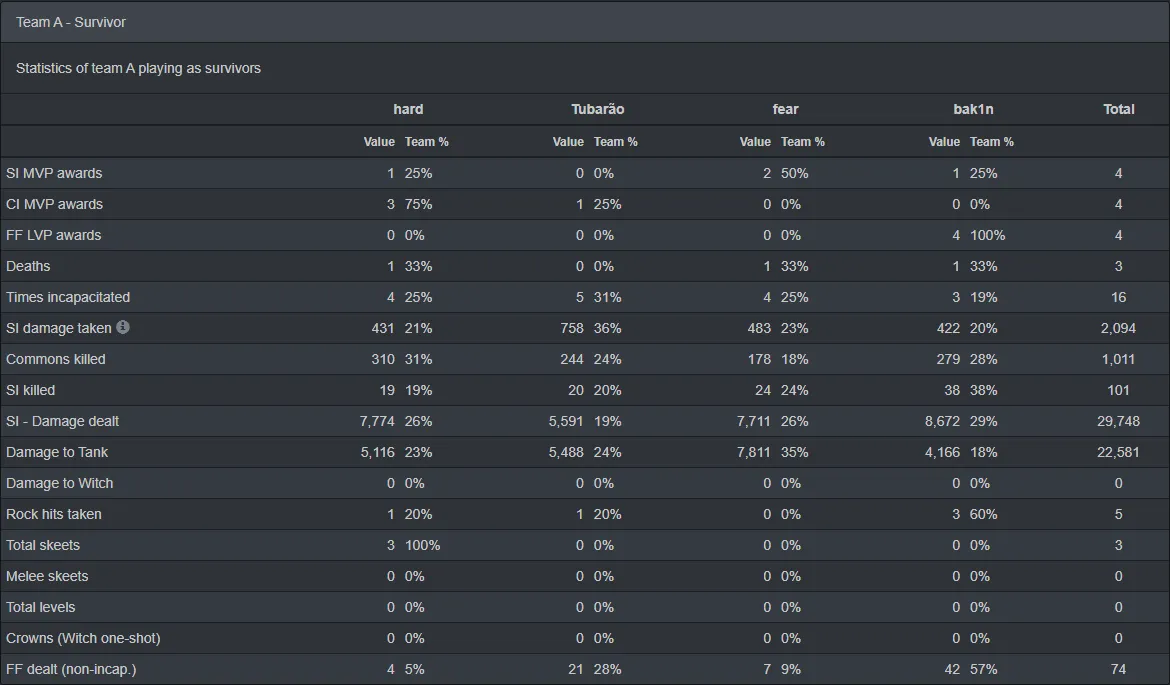 Team A - Survivor
Statistics of team A playing as survivors
hard Tubarão fear bak1n Total
Value Team % Value Team % Value Team % Value Team %
SI MVP awards 1 25% 0 0% 2 50% 1 25% 4
CI MVP awards 3 75% 1 25% 0 0% 0 0% 4
FF LVP awards 0 0% 0 0% 0 0% 4 100% 4
Deaths 1 33% 0 0% 1 33% 1 33% 3
Times incapacitated 4 25% 5 31% 4 25% 3 19% 16
SI damage taken 431 21% 758 36% 483 23% 422 20% 2,094
Commons killed 310 31% 244 24% 178 18% 279 28% 1,011
SI killed 19 19% 20 20% 24 24% 38 38% 101
SI - Damage dealt 7,774 26% 5,591 19% 7,711 26% 8,672 29% 29,748
Damage to Tank 5,116 23% 5,488 24% 7,811 35% 4,166 18% 22,581
Damage to Witch 0 0% 0 0% 0 0% 0 0% 0
Rock hits taken 1 20% 1 20% 0 0% 3 60% 5
Total skeets 3 100% 0 0% 0 0% 0 0% 3
Melee skeets 0 0% 0 0% 0 0% 0 0% 0
Total levels 0 0% 0 0% 0 0% 0 0% 0
Crowns (Witch one-shot) 0 0% 0 0% 0 0% 0 0% 0
FF dealt (non-incap.) 4 5% 21 28% 7 9% 42 57% 74